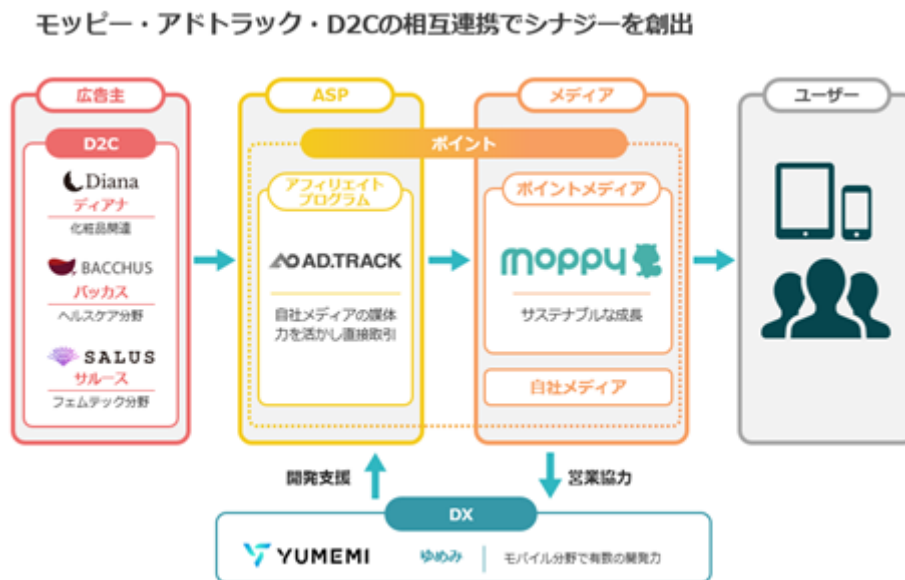 モッピー・アドトラック・D2Cの相互連携でシナジーを創出
広告主
D2C
Diana
ディアナ
化粧品関連
BACCHUS
バッカス
ヘルスケア分野
SALUS
サルース
フェムテック分野
ASP
メディア
ポイント
アフィリエイト
プログラム
AD.TRACK
自社メディアの媒体
力を活かし直接取引
ポイントメディア
moppy
サステナブルな成長
自社メディア
ユーザー
開発支援
営業協力
DX
YUMEMI
ゆめみ
モバイル分野で有数の開発力